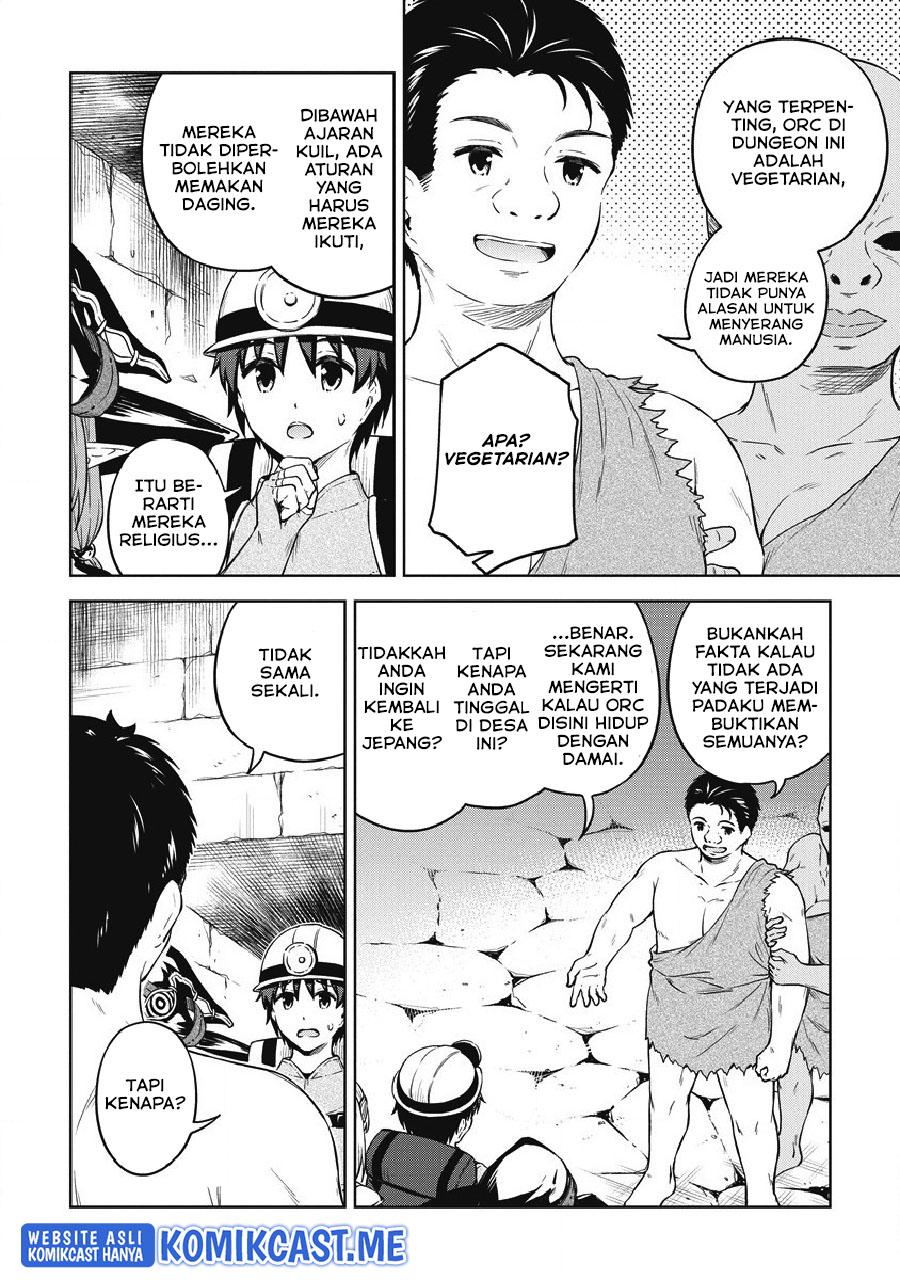 YANG TERPEN-
TING, ORC DI
DUNGEON INI
ADALAH
VEGETARIAN,
JADI MEREKA
TIDAK PUNYA
ALASAN UNTUK
MENYERANG
MANUSIA.
APA?
VEGETARIAN?
DIBAWAH
AJARAN
KUIL, ADA
ATURAN
YANG
HARUS
MEREKA
IKUTI,
MEREKA
TIDAK DIPER-
BOLEHKAN
MEMAKAN
DAGING.
ITU BE-
RARTI
MEREKA
RELIGIUS...
BUKANKAH
FAKTA KALAU
TIDAK ADA
YANG TERJADI
PADAKU MEM-
BUKTIKAN
SEMUANYA?
...BENAR.
SEKARANG
KAMI
MENGERTI
KALAU ORC
DISINI HIDUP
DENGAN
DAMAI.
TAPI
KENAPA
ANDA
TINGGAL
DI DESA
INI?
TIDAKKAH
ANDA
INGIN
KEMBALI
KE
JEPANG?
TIDAK
SAMA
SEKALI.
TAPI
KENAPA?
WEBSITE ASLI
KOMIKCAST HANYA
KOMIKCAST.ME